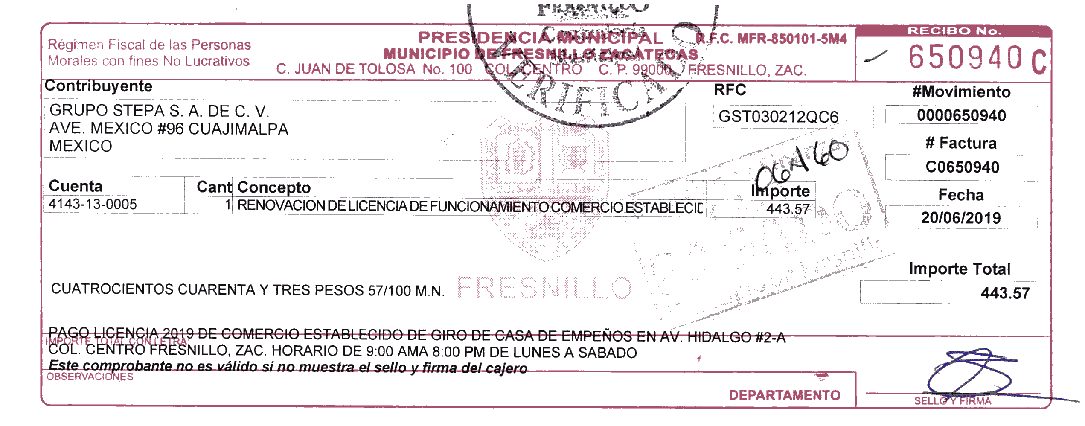 Régimen Fiscal de las Personas
Morales con fines No Lucrativos
PRESIDENCIA MUNICIPAL
R.F.C. MFR-850101-5M4
MUNICIPIO DE FRESNILLO ZACATECAS
C. JUAN DE TOLOSA No. 100 COL. CENTRO C. P. 99000 FRESNILLO, ZAC.
VERIFICADO
RECIBO No.
650940 C
Contribuyente
GRUPO STEPA S. A. DE C. V.
AVE. MEXICO #96 CUAJIMALPA
MEXICO
RFC
GST030212QC6
#Movimiento
0000650940
# Factura
C0650940
Fecha
20/06/2019
Cuenta Cant Concepto Importe
4143-13-0005 1 RENOVACION DE LICENCIA DE FUNCIONAMIENTO COMERCIO ESTABLECID 443.57
FRESNILLO
Importe Total
443.57
CUATROCIENTOS CUARENTA Y TRES PESOS 57/100 M.N.
PAGO LICENCIA 2019 DE COMERCIO ESTABLECIDO DE GIRO DE CASA DE EMPEÑOS EN AV. HIDALGO #2-A
IMPORTE TOTAL CON LETRA
COL. CENTRO FRESNILLO, ZAC. HORARIO DE 9:00 AMA 8:00 PM DE LUNES A SABADO
Este comprobante no es válido si no muestra el sello y firma del cajero
OBSERVACIONES
DEPARTAMENTO
SELLO Y FIRMA